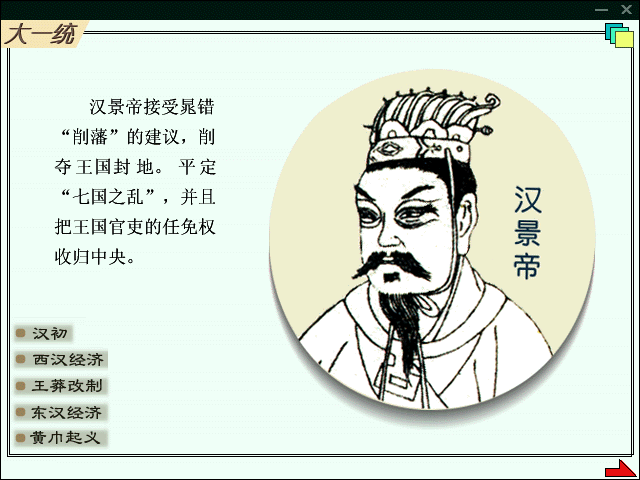 大一统
汉景帝接受晁错
“削藩”的建议，削
夺王国封地。平定
“七国之乱”，并且
把王国官吏的任免权
收归中央。
汉景帝
汉初
西汉经济
王莽改制
东汉经济
黄巾起义